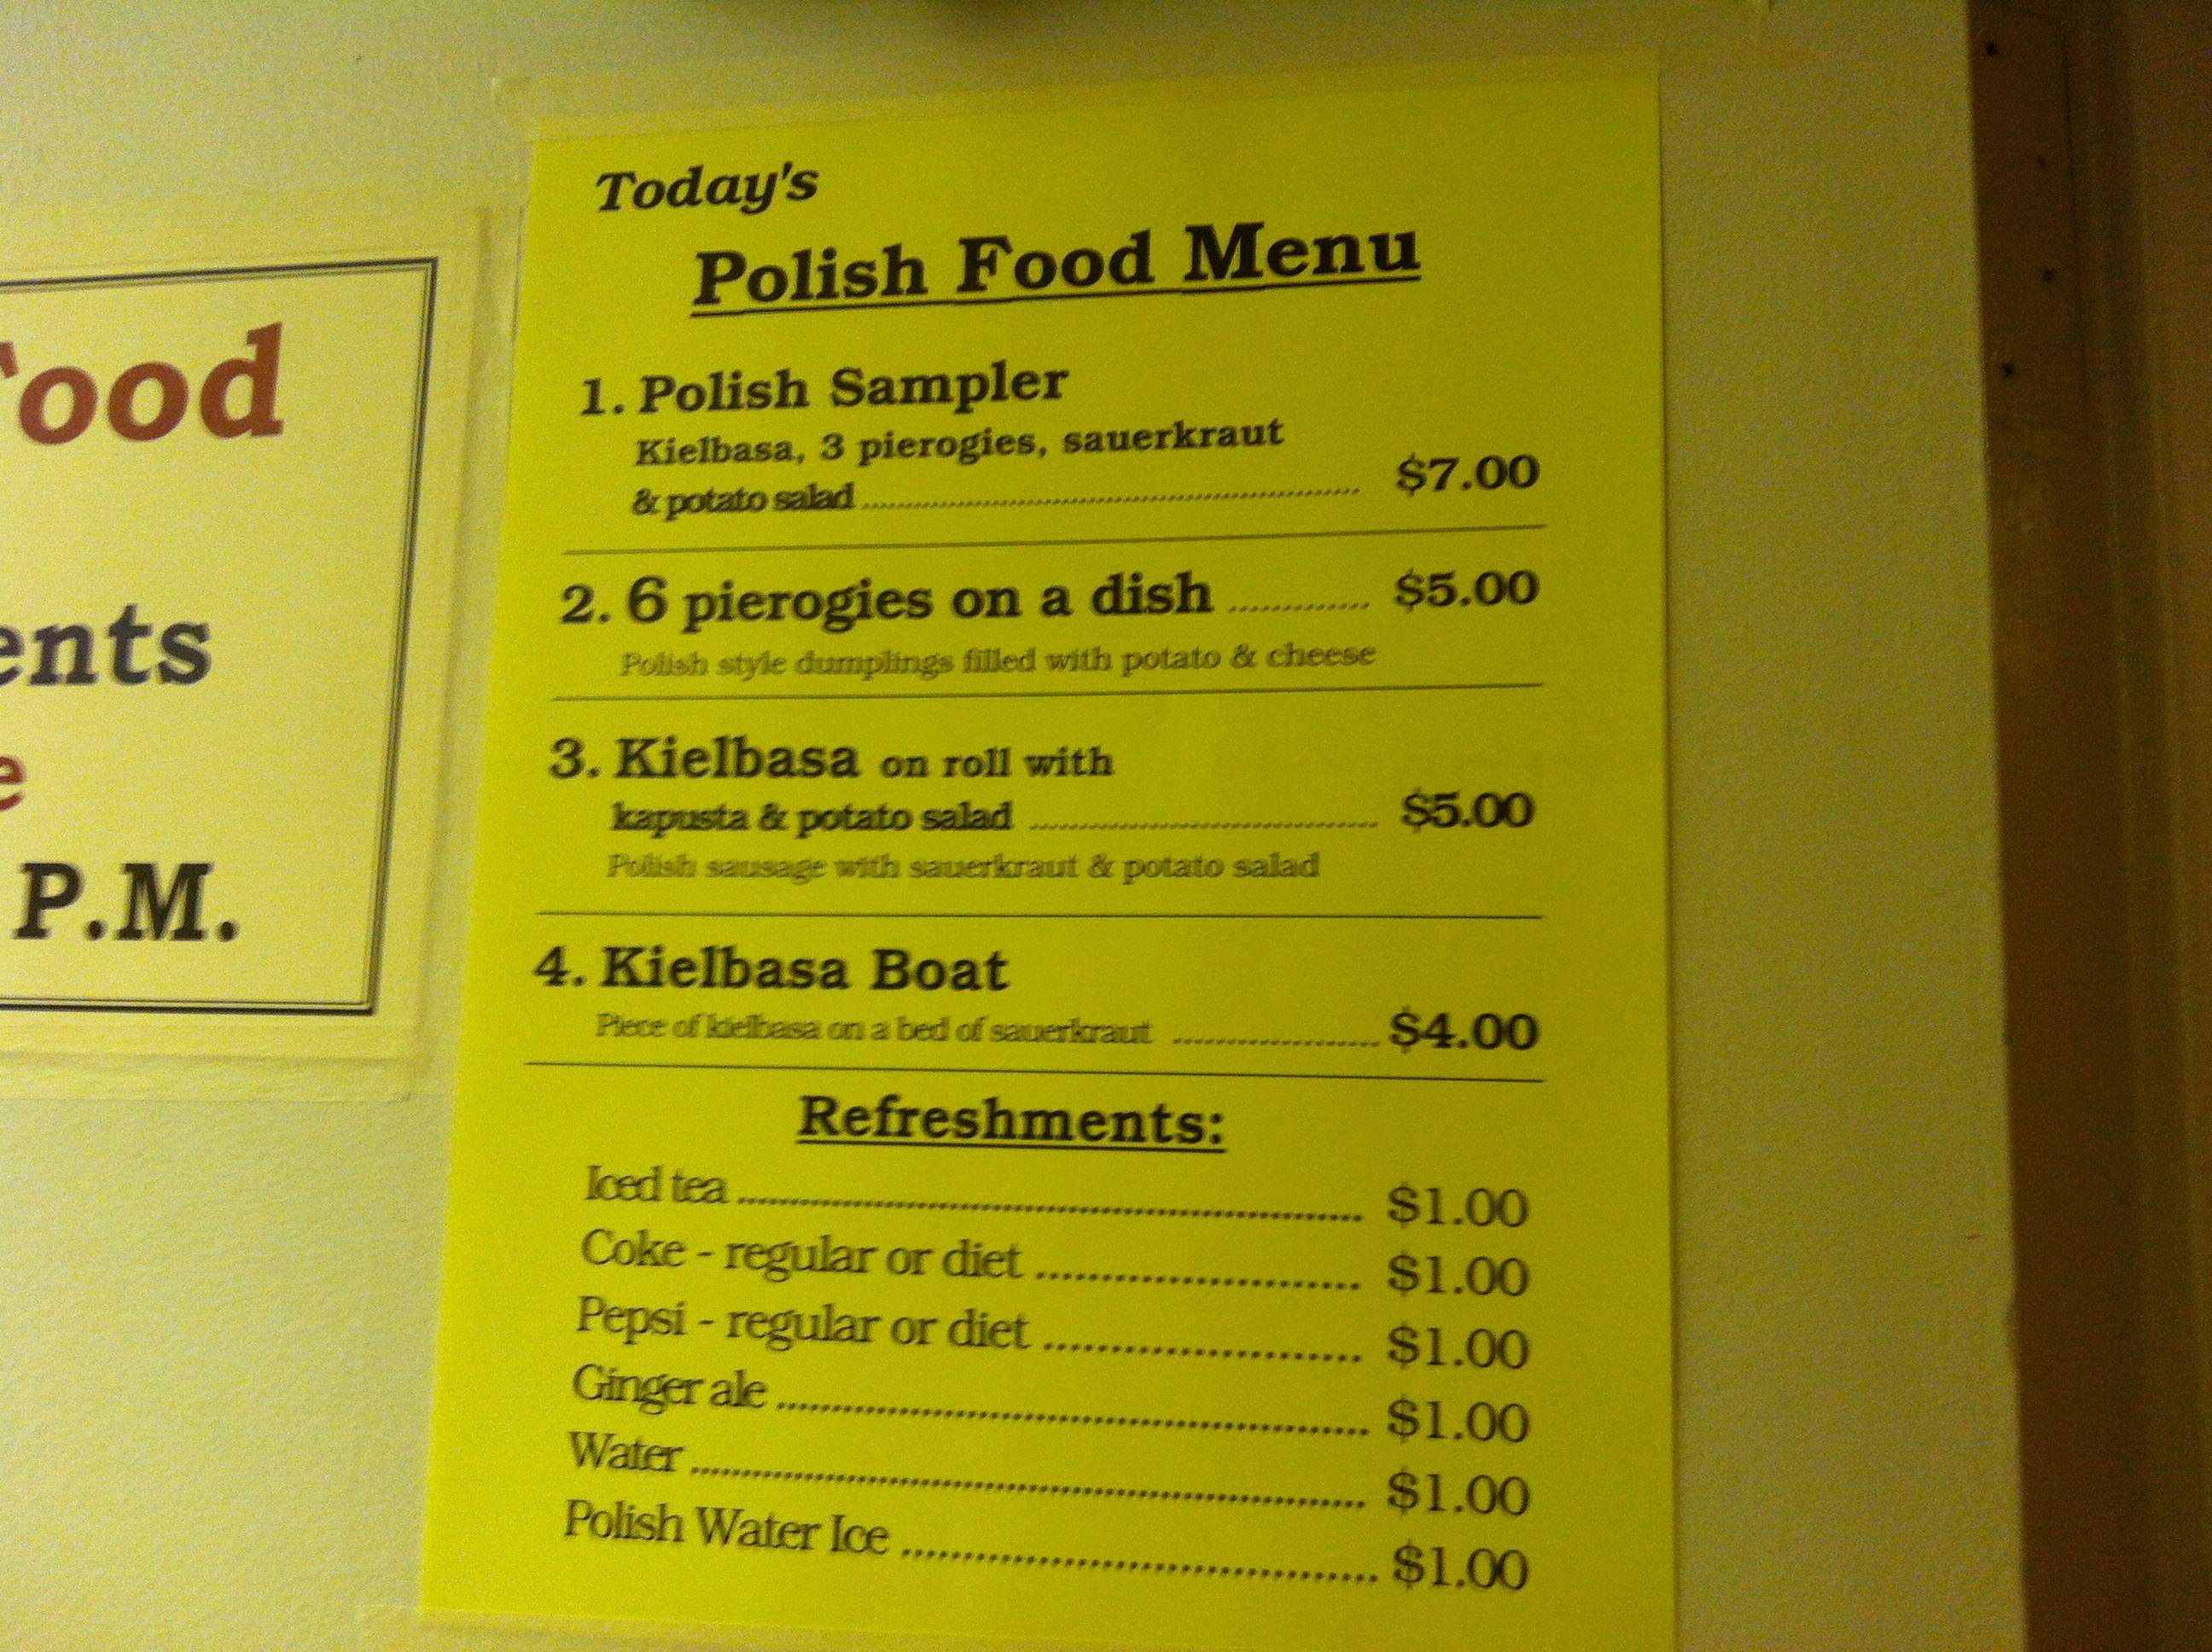 Today's
Polish Food Menu
1. Polish Sampler
Kielbasa, 3 pierogies, sauerkraut
& potato salad ........ $7.00
2. 6 pierogies on a dish ........ $5.00
Polish style dumplings filled with potato & cheese
3. Kielbasa on roll with
kapusta & potato salad ........ $5.00
Polish sausage with sauerkraut & potato salad
4. Kielbasa Boat
Piece of kielbasa on a bed of sauerkraut ........ $4.00
Refreshments:
Iced tea ........ $1.00
Coke - regular or diet ........ $1.00
Pepsi - regular or diet ........ $1.00
Ginger ale ........ $1.00
Water ........ $1.00
Polish Water Ice ........ $1.00
ood
ents
e
P.M.